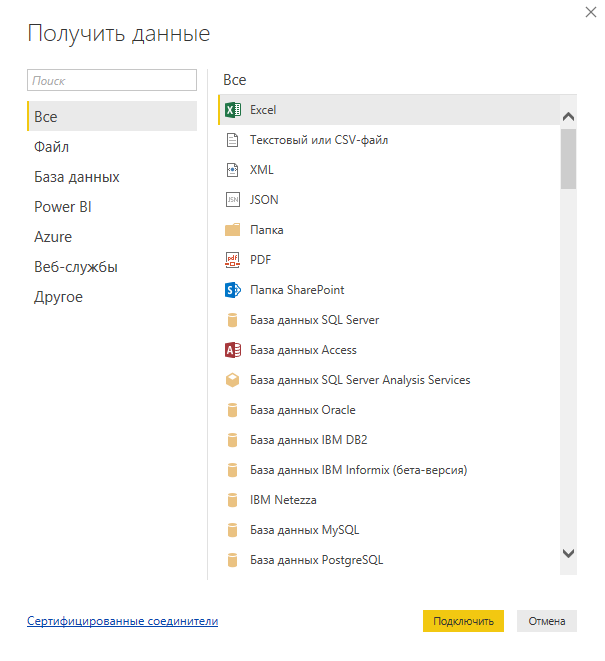 Получить данные
Поиск
Все
Файл
База данных
Power BI
Azure
Веб-службы
Другое
Все
Excel
Текстовый или CSV-файл
XML
JSON
Папка
PDF
Папка SharePoint
База данных SQL Server
База данных Access
База данных SQL Server Analysis Services
База данных Oracle
База данных IBM DB2
База данных IBM Informix (бета-версия)
IBM Netezza
База данных MySQL
База данных PostgreSQL
Сертифицированные соединители
Подключить
Отмена